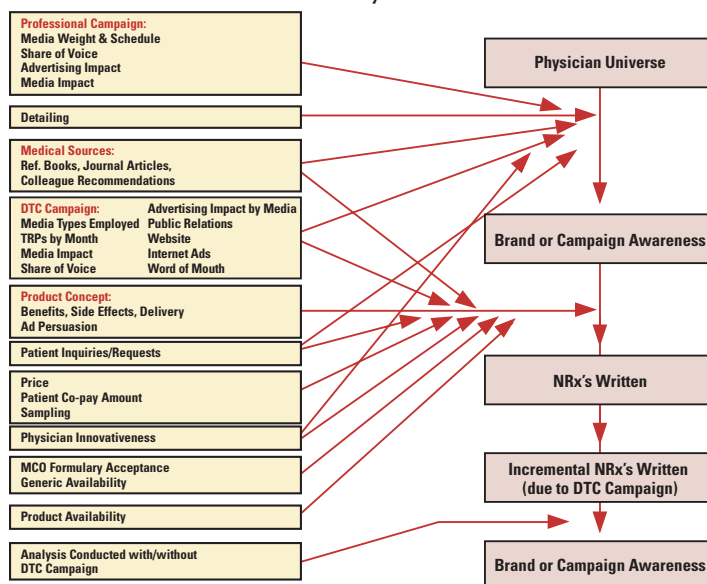 Professional Campaign:
Media Weight & Schedule
Share of Voice
Advertising Impact
Media Impact
Detailing
Medical Sources:
Ref. Books, Journal Articles,
Colleague Recommendations
DTC Campaign:
Media Types Employed
TRPs by Month
Media Impact
Share of Voice
Advertising Impact by Media
Public Relations
Website
Internet Ads
Word of Mouth
Product Concept:
Benefits, Side Effects, Delivery
Ad Persuasion
Patient Inquiries/Requests
Price
Patient Co-pay Amount
Sampling
Physician Innovativeness
MCO Formulary Acceptance
Generic Availability
Product Availability
Analysis Conducted with/without
DTC Campaign
Physician Universe
Brand or Campaign Awareness
NRx's Written
Incremental NRx's Written
(due to DTC Campaign)
Brand or Campaign Awareness